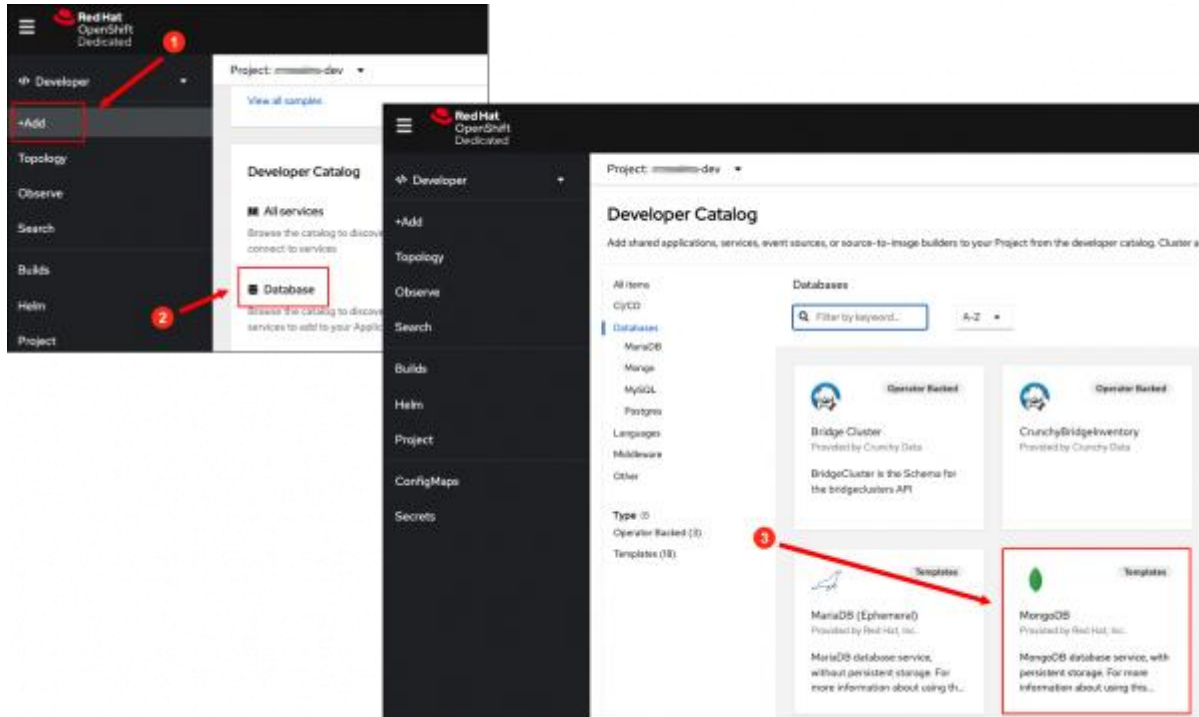 Red Hat
OpenShift
Dedicated
1
Developer
Project:
-dev
+Add
View all samples
Topology
Developer Catalog
Observe
All services
Search
Browse the catalog to discove
connect to services
Builds
Database
Helm
2
Browse the catalog to discove
services to add to your Applic
Project
Red Hat
OpenShift
Dedicated
Developer
Project:
-dev
+Add
Developer Catalog
Add shared applications, services, event sources, or source-to-image builders to your Project from the developer catalog. Cluster a
Topology
Observe
Search
Builds
Helm
Project
ConfigMaps
Secrets
All items
CI/CD
Databases
MariaDB
Mongo
MySQL
Postgres
Languages
Middleware
Other
Type
Operator Backed (3)
Templates (18)
Databases
Filter by keyword...
A-Z
Operator Backed
Bridge Cluster
Provided by Crunchy Data
BridgeCluster is the Schema for
the bridgeclusters API
Operator Backed
CrunchyBridgeInventory
Provided by Crunchy Data
3
Templates
MariaDB (Ephemeral)
Provided by Red Hat, Inc.
MariaDB database service,
without persistent storage. For
more information about using th...
Templates
MongoDB
Provided by Red Hat, Inc.
MongoDB database service, with
persistent storage. For more
information about using this...